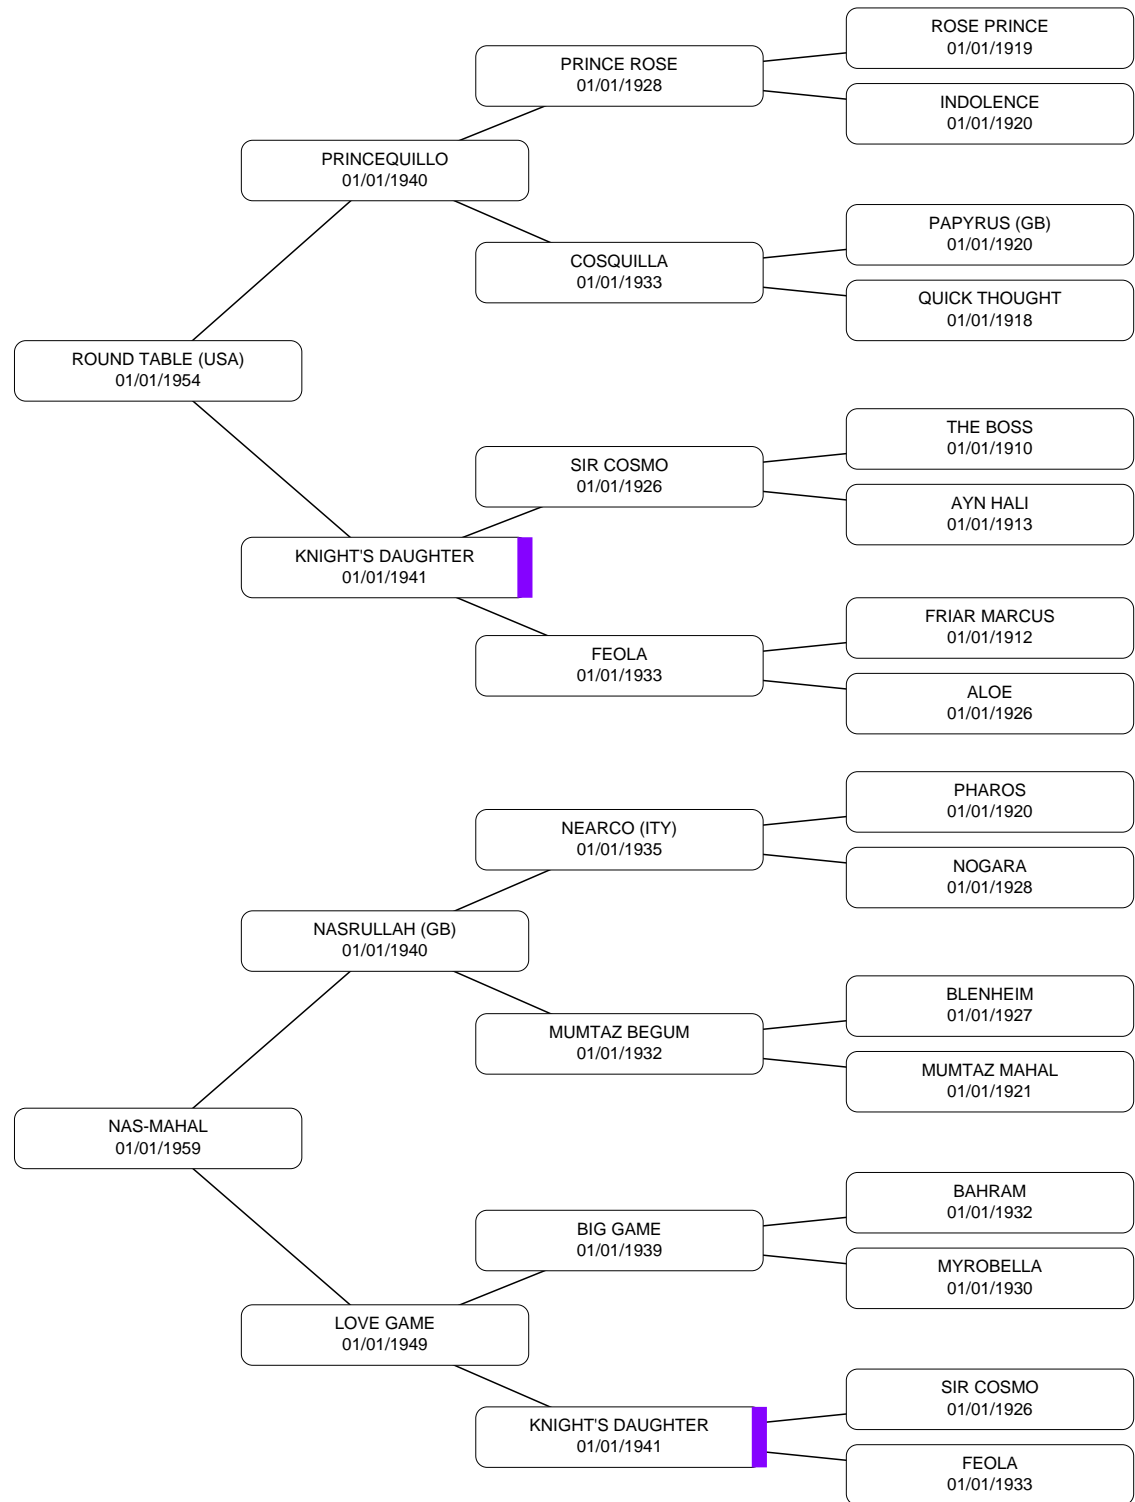 ROSE PRINCE
01/01/1919
PRINCE ROSE
01/01/1928
INDOLENCE
01/01/1920
PRINCEQUILLO
01/01/1940
PAPYRUS (GB)
01/01/1920
COSQUILLA
01/01/1933
QUICK THOUGHT
01/01/1918
ROUND TABLE (USA)
01/01/1954
THE BOSS
01/01/1910
SIR COSMO
01/01/1926
AYN HALI
01/01/1913
KNIGHT'S DAUGHTER
01/01/1941
FRIAR MARCUS
01/01/1912
FEOLA
01/01/1933
ALOE
01/01/1926
PHAROS
01/01/1920
NEARCO (ITY)
01/01/1935
NOGARA
01/01/1928
NASRULLAH (GB)
01/01/1940
BLENHEIM
01/01/1927
MUMTAZ BEGUM
01/01/1932
MUMTAZ MAHAL
01/01/1921
NAS-MAHAL
01/01/1959
BAHRAM
01/01/1932
BIG GAME
01/01/1939
MYROBELLA
01/01/1930
LOVE GAME
01/01/1949
SIR COSMO
01/01/1926
KNIGHT'S DAUGHTER
01/01/1941
FEOLA
01/01/1933